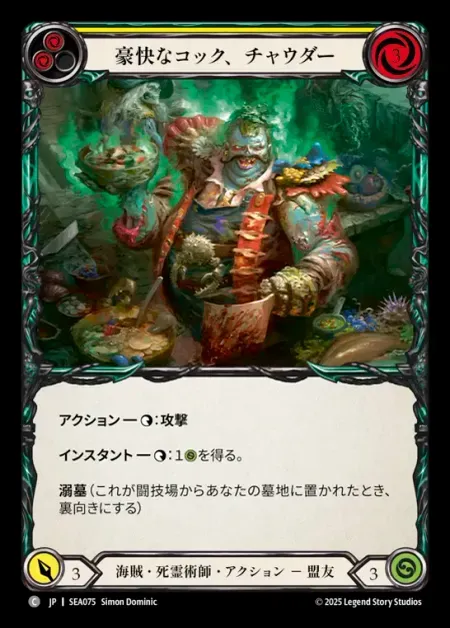 豪快なコック、チャウダー
3
アクション ー :攻撃
インスタント ー :1を得る。
溺墓(これが闘技場からあなたの墓地に置かれたとき、
裏向きにする)
3 海賊・死霊術師・アクション ー 盟友 3
C JP | SEA075 Simon Dominic © 2025 Legend Story Studios